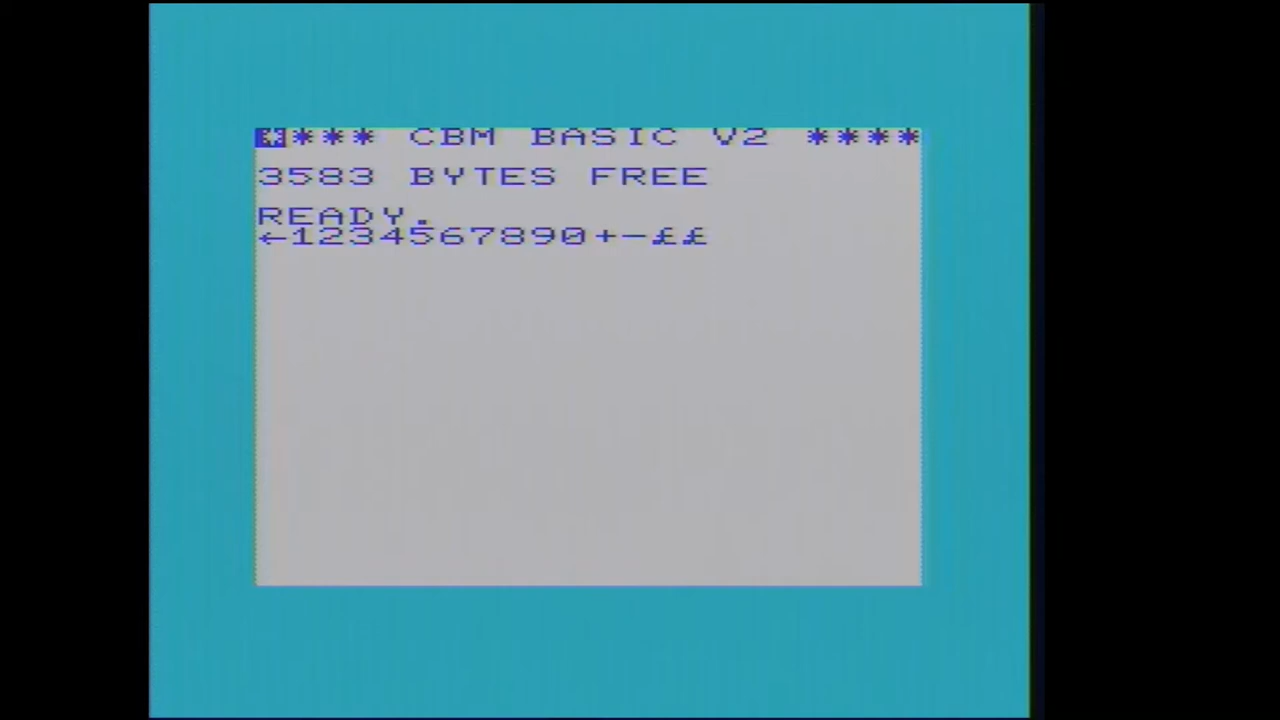 **** CBM BASIC V2 ****
3583 BYTES FREE
READY.
←1234567890+-££